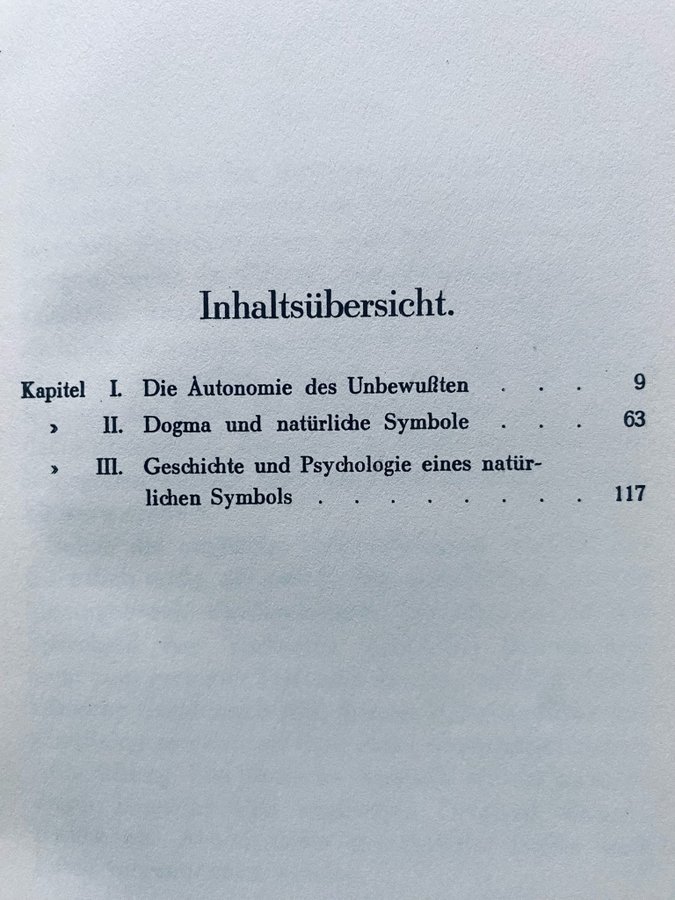 Inhaltsübersicht.
Kapitel I. Die Autonomie des Unbewußten . . . 9
› II. Dogma und natürliche Symbole . . . 63
› III. Geschichte und Psychologie eines natür-
lichen Symbols . . . . . . . . 117